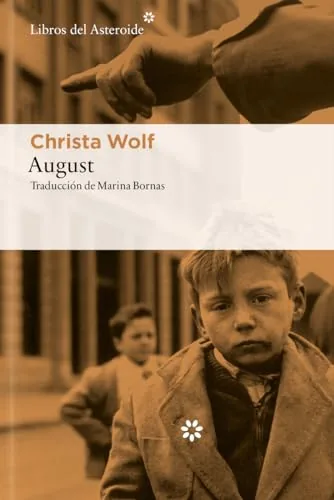 Libros del Asteroide
Christa Wolf
August
Traducción de Marina Bornas